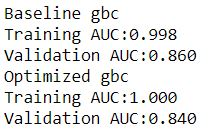 Baseline gbc
Training AUC:0.998
Validation AUC:0.860
Optimized gbc
Training AUC:1.000
Validation AUC:0.840